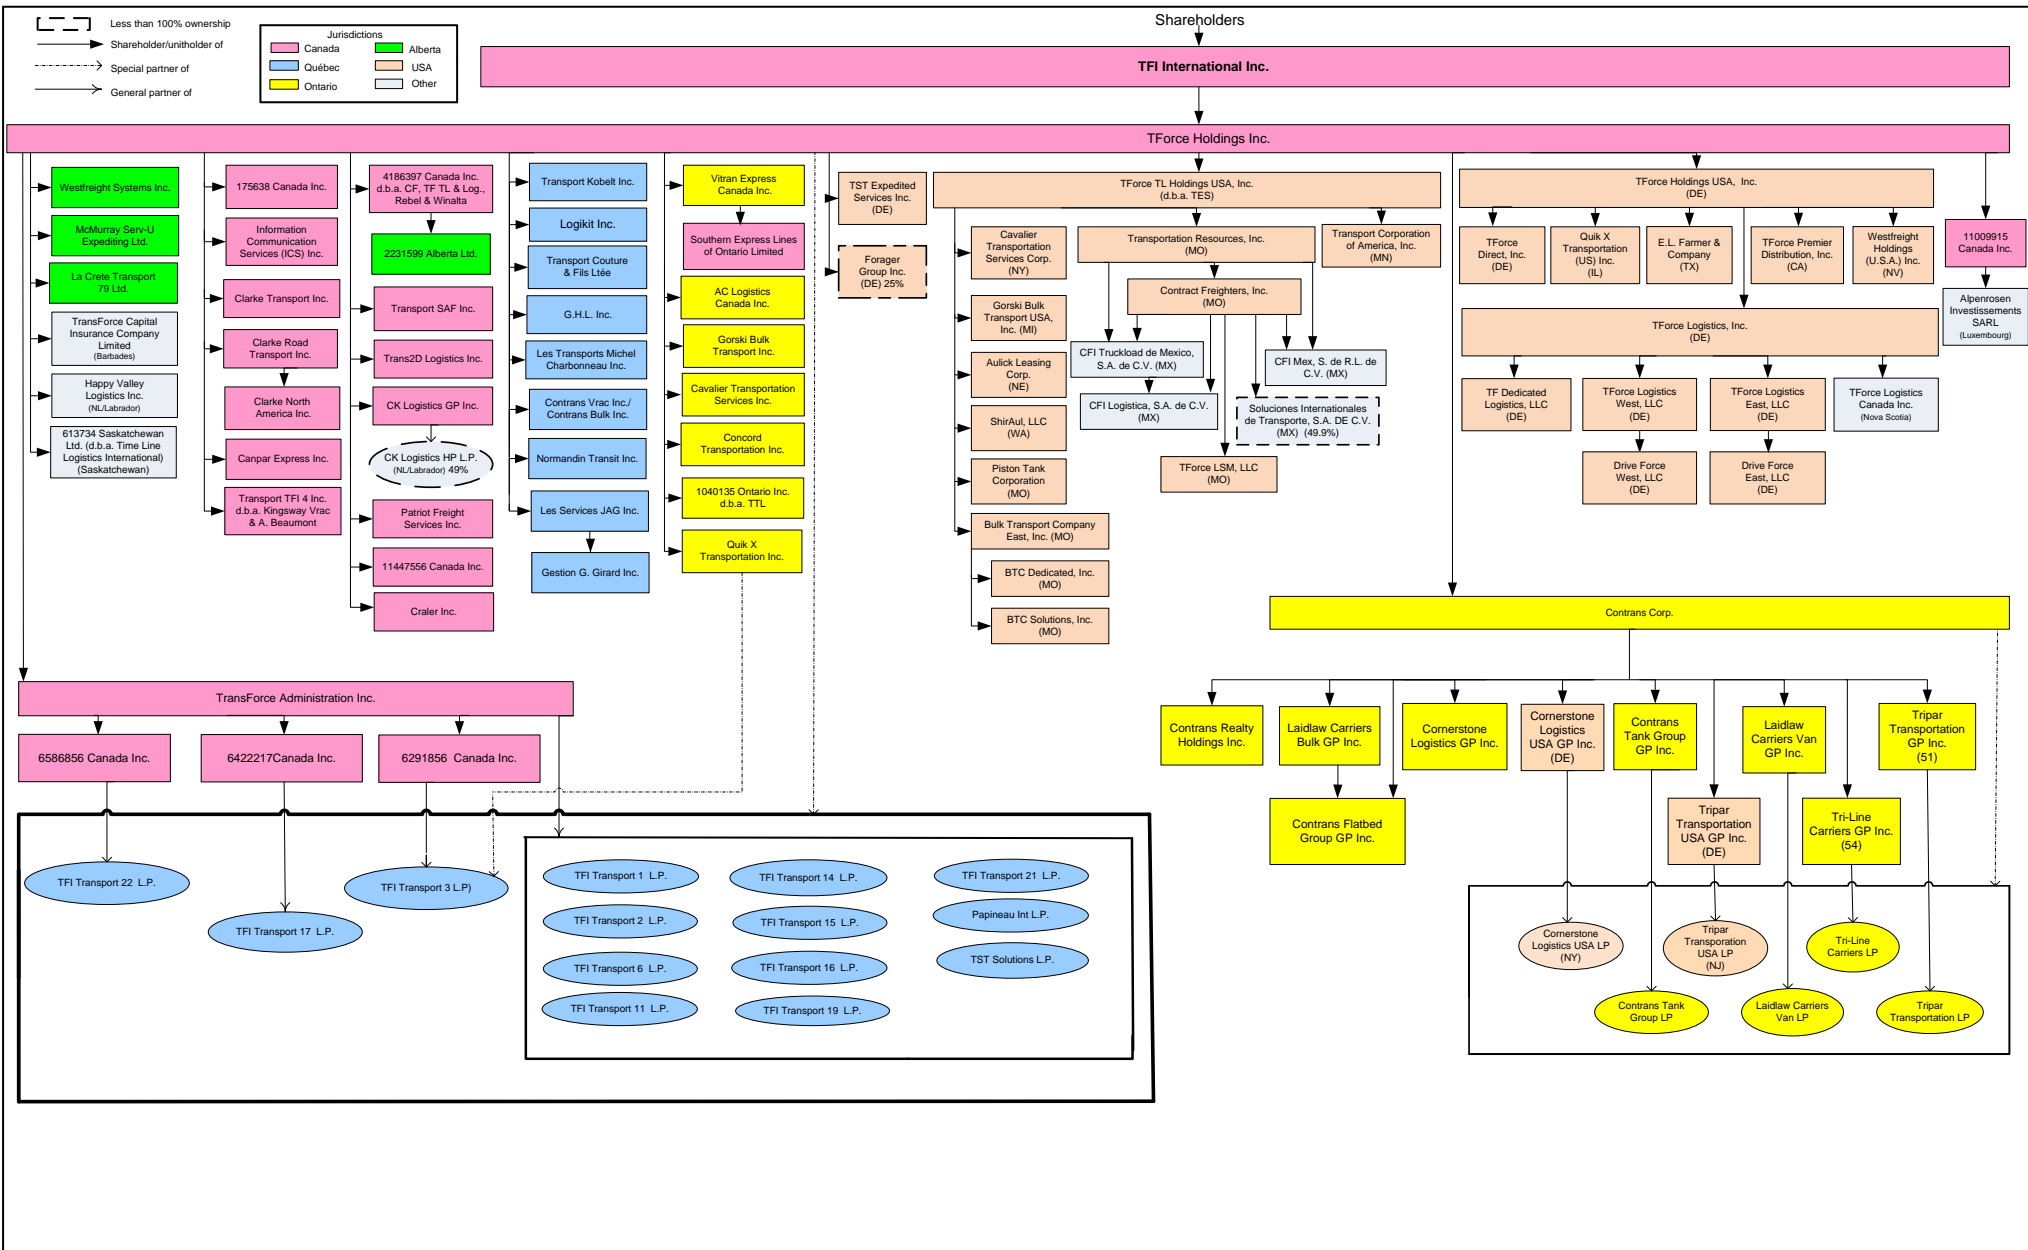 Less than 100% ownership
Shareholder/unitholder of
Special partner of
General partner of
Jurisdictions
Canada
Alberta
Québec
USA
Ontario
Other
Shareholders
TFI International Inc.
TForce Holdings Inc.
Westfreight Systems Inc.
McMurray Serv-U
Expediting Ltd.
La Crete Transport
79 Ltd.
TransForce Capital
Insurance Company
Limited
(Barbades)
Happy Valley
Logistics Inc.
(NL/Labrador)
613734 Saskatchewan
Ltd. (d.b.a. Time Line
Logistics International)
(Saskatchewan)
175638 Canada Inc.
Information
Communication
Services (ICS) Inc.
Clarke Transport Inc.
Clarke Road
Transport Inc.
Clarke North
America Inc.
Canpar Express Inc.
Transport TFI 4 Inc.
d.b.a. Kingsway Vrac
& A. Beaumont
4186397 Canada Inc.
d.b.a. CF, TF TL & Log.,
Rebel & Winalta
2231599 Alberta Ltd.
Transport SAF Inc.
Trans2D Logistics Inc.
CK Logistics GP Inc.
CK Logistics HP L.P.
(NL/Labrador) 49%
Patriot Freight
Services Inc.
11447556 Canada Inc.
Craler Inc.
Transport Kobelt Inc.
Logikit Inc.
Transport Couture
& Fils Ltée
G.H.L. Inc.
Les Transports Michel
Charbonneau Inc.
Contrans Vrac Inc./
Contrans Bulk Inc.
Normandin Transit Inc.
Les Services JAG Inc.
Gestion G. Girard Inc.
Vitran Express
Canada Inc.
Southern Express Lines
of Ontario Limited
AC Logistics
Canada Inc.
Gorski Bulk
Transport Inc.
Cavalier Transportation
Services Inc.
Concord
Transportation Inc.
1040135 Ontario Inc.
d.b.a. TTL
Quik X
Transportation Inc.
TST Expedited
Services Inc.
(DE)
Forager
Group Inc.
(DE) 25%
TForce TL Holdings USA, Inc.
(d.b.a. TES)
Cavalier
Transportation
Services Corp.
(NY)
Gorski Bulk
Transport USA,
Inc. (MI)
Aulick Leasing
Corp.
(NE)
ShirAul, LLC
(WA)
Piston Tank
Corporation
(MO)
Bulk Transport Company
East, Inc. (MO)
BTC Dedicated, Inc.
(MO)
BTC Solutions, Inc.
(MO)
Transportation Resources, Inc.
(MO)
Transport Corporation
of America, Inc.
(MN)
Contract Freighters, Inc.
(MO)
CFI Truckload de Mexico,
S.A. de C.V. (MX)
CFI Mex, S. de R.L. de
C.V. (MX)
CFI Logistica, S.A. de C.V.
(MX)
Soluciones Internationales
de Transporte, S.A. DE C.V.
(MX)  (49.9%)
TForce LSM, LLC
(MO)
TForce Holdings USA,  Inc.
(DE)
TForce
Direct, Inc.
(DE)
Quik X
Transportation
(US) Inc.
(IL)
E.L. Farmer &
Company
(TX)
TForce Premier
Distribution, Inc.
(CA)
Westfreight
Holdings
(U.S.A.) Inc.
(NV)
11009915
Canada Inc.
Alpenrosen
Investissements
SARL
(Luxembourg)
TForce Logistics, Inc.
(DE)
TF Dedicated
Logistics, LLC
(DE)
TForce Logistics
West, LLC
(DE)
TForce Logistics
East, LLC
(DE)
TForce Logistics
Canada Inc.
(Nova Scotia)
Drive Force
West, LLC
(DE)
Drive Force
East, LLC
(DE)
Contrans Corp.
Contrans Realty
Holdings Inc.
Laidlaw Carriers
Bulk GP Inc.
Cornerstone
Logistics GP Inc.
Cornerstone
Logistics
USA GP Inc.
(DE)
Contrans
Tank Group
GP Inc.
Laidlaw
Carriers Van
GP Inc.
Tripar
Transportation
GP Inc.
(51)
Contrans Flatbed
Group GP Inc.
Tripar
Transportation
USA GP Inc.
(DE)
Tri-Line
Carriers GP Inc.
(54)
Cornerstone
Logistics USA LP
(NY)
Tripar
Transporation
USA LP
(NJ)
Tri-Line
Carriers LP
Contrans Tank
Group LP
Laidlaw Carriers
Van LP
Tripar
Transportation LP
TransForce Administration Inc.
6586856 Canada Inc.
6422217Canada Inc.
6291856  Canada Inc.
TFI Transport 22  L.P.
TFI Transport 17  L.P.
TFI Transport 3 L.P)
TFI Transport 1  L.P.
TFI Transport 14  L.P.
TFI Transport 21  L.P.
TFI Transport 2  L.P.
TFI Transport 15  L.P.
Papineau Int L.P.
TFI Transport 6  L.P.
TFI Transport 16  L.P.
TST Solutions L.P.
TFI Transport 11  L.P.
TFI Transport 19  L.P.